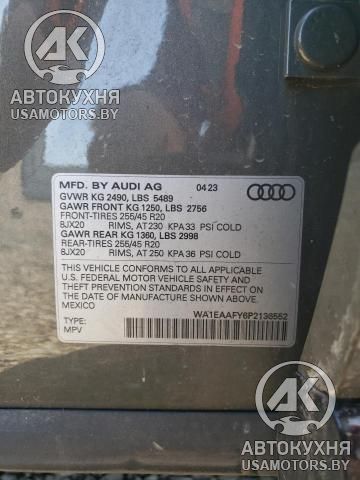 АК
АВТОКУХНЯ
USAMOTORS.BY
MFD. BY AUDI AG 04 23
GVWR KG 2490, LBS 5489
GAWR FRONT KG 1250, LBS 2756
FRONT-TIRES 255/45 R20
8JX20 RIMS, AT 230 KPA 33 PSI COLD
GAWR REAR KG 1360, LBS 2998
REAR-TIRES 255/45 R20
8JX20 RIMS, AT 250 KPA 36 PSI COLD
THIS VEHICLE CONFORMS TO ALL APPLICABLE
U.S. FEDERAL MOTOR VEHICLE SAFETY
AND THEFT PREVENTION STANDARDS IN EFFECT ON
THE DATE OF MANUFACTURE SHOWN ABOVE.
MEXICO
TYPE: WA1EAAFY6P2136552
MPV
АК
АВТОКУХНЯ
USAMOTORS.BY